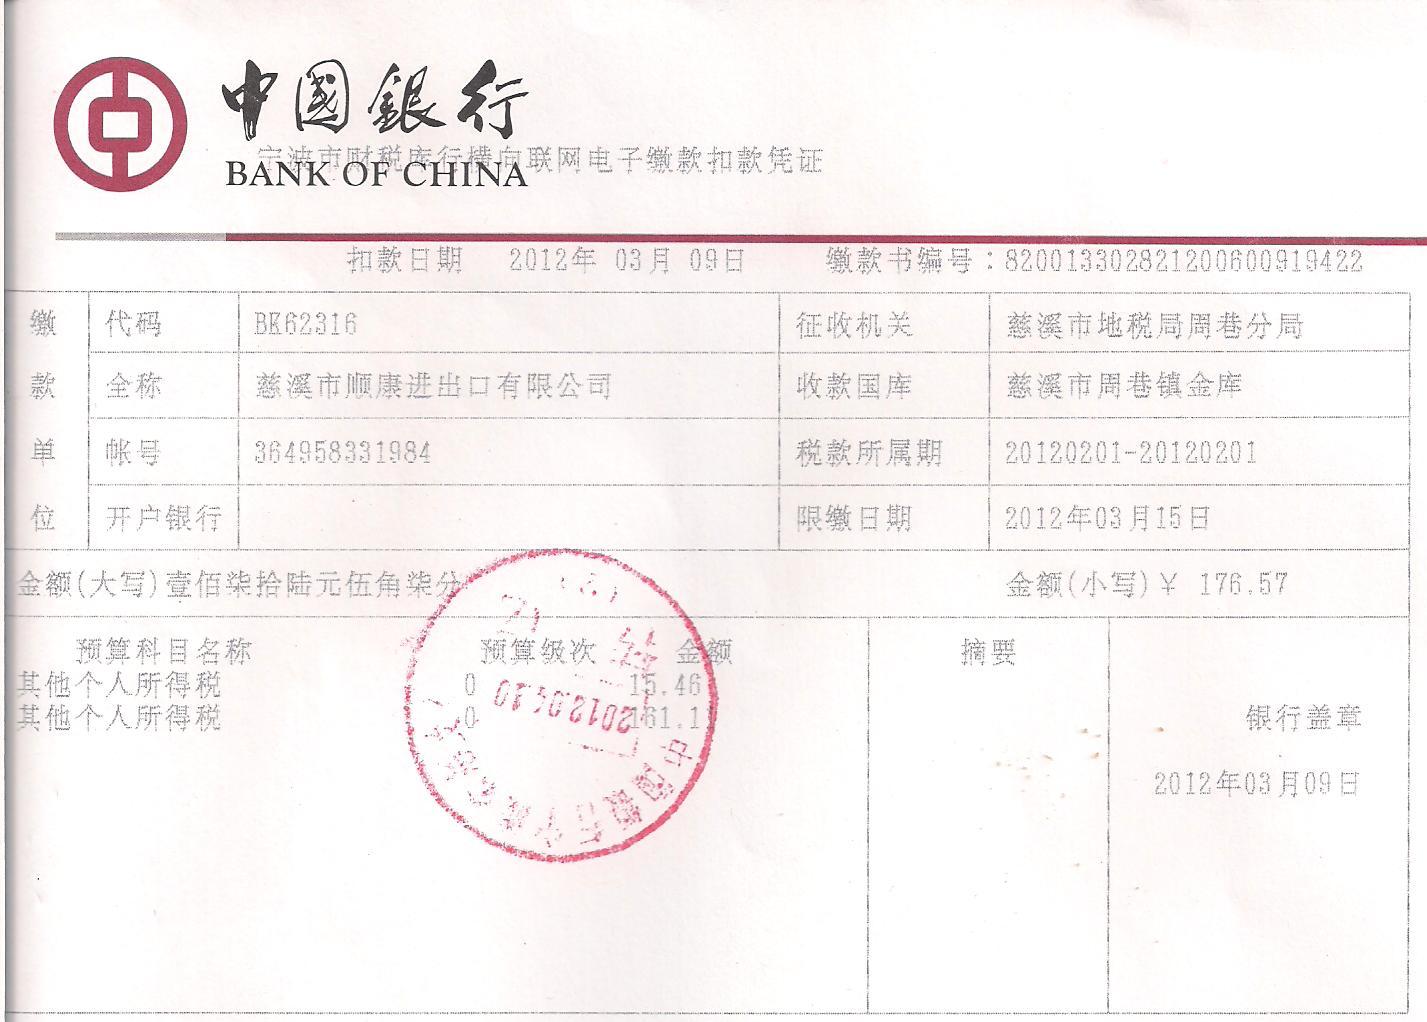 中國銀行
BANK OF CHINA
宁波市财税库行横向联网电子缴款扣款凭证
扣款日期 2012年 03月 09日 缴款书编号:82001330282120060​0919422
缴款单位
代码 BK62316 征收机关 慈溪市地税局周巷分局
全称 慈溪市顺康进出口有限公司 收款国库 慈溪市周巷镇金库
帐号 364958331984 税款所属期 20120201-20120201
开户银行 限缴日期 2012年03月15日
金额(大写)壹佰柒拾陆元伍角柒分 金额(小写)￥ 176.57
预算科目名称 预算级次 金额 摘要
其他个人所得税 0 15.46
其他个人所得税 0 161.11 银行盖章
2012年03月09日